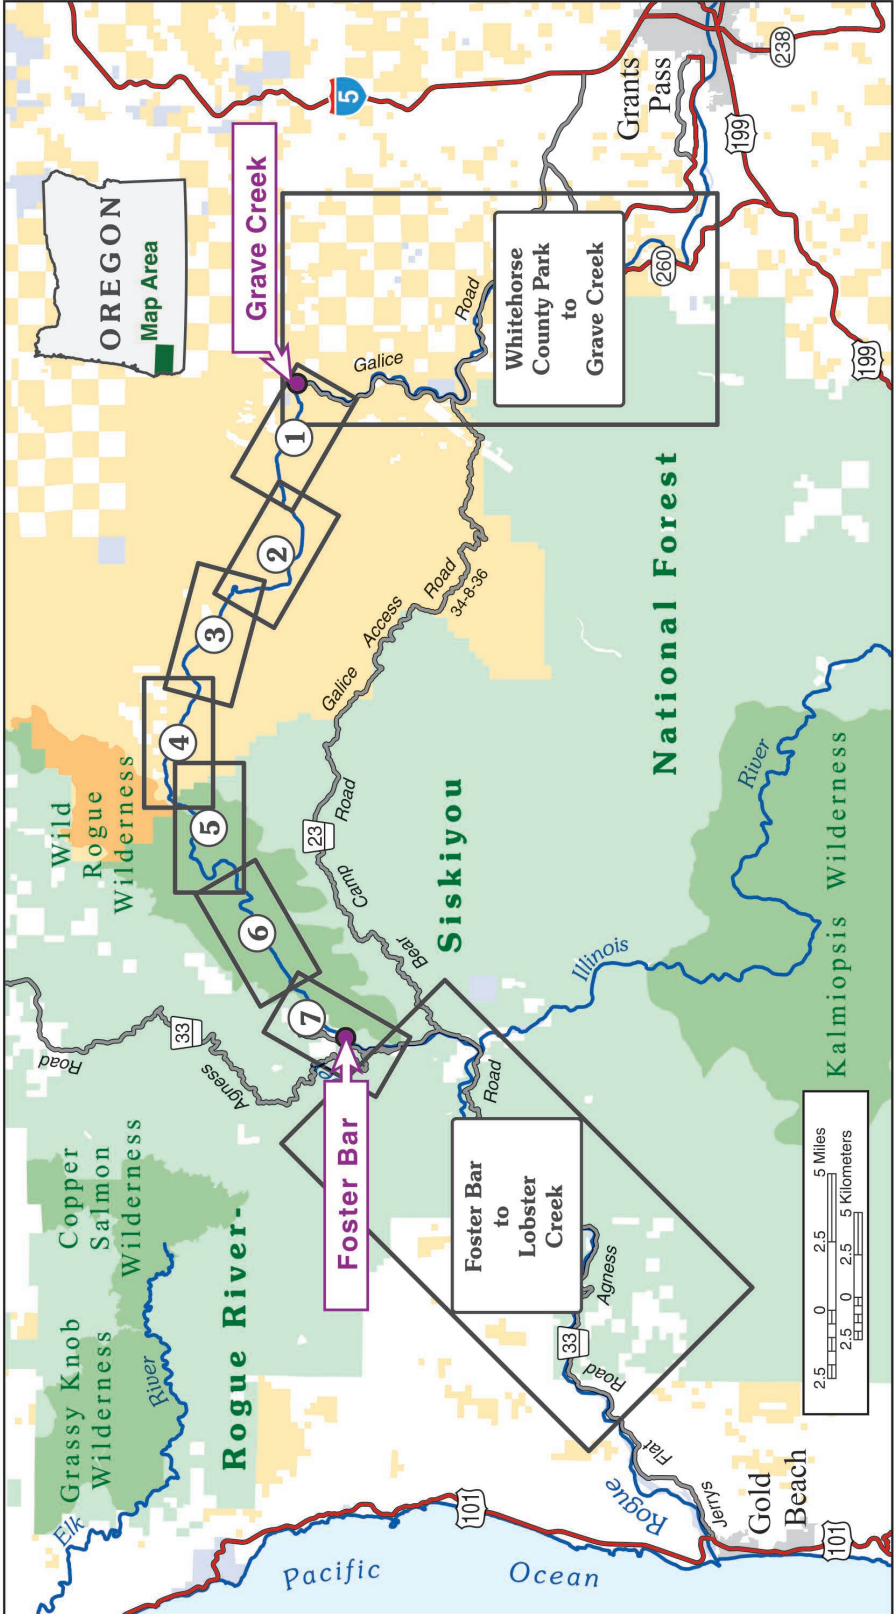 OREGON
Map Area
Grave Creek
5
Grants
Pass
238
199
260
199
Whitehorse
County Park
to
Grave Creek
Galice
Road
1
2
3
4
5
6
7
Wild
Rogue
Wilderness
Galice
Access
Road
34-8-36
23
Bear
Camp
Road
Rogue River-
Siskiyou
National Forest
Kalmiopsis
Wilderness
Illinois
River
Agness
33
Road
Foster Bar
Foster Bar
to
Lobster
Creek
Road
Agness
33
Copper
Salmon
Wilderness
Grassy Knob
Wilderness
Elk
River
Jerrys
Flat
Road
Rogue
Gold
Beach
101
101
Pacific
Ocean
2.5
0
2.5
5 Miles
2.5
0
2.5
5 Kilometers